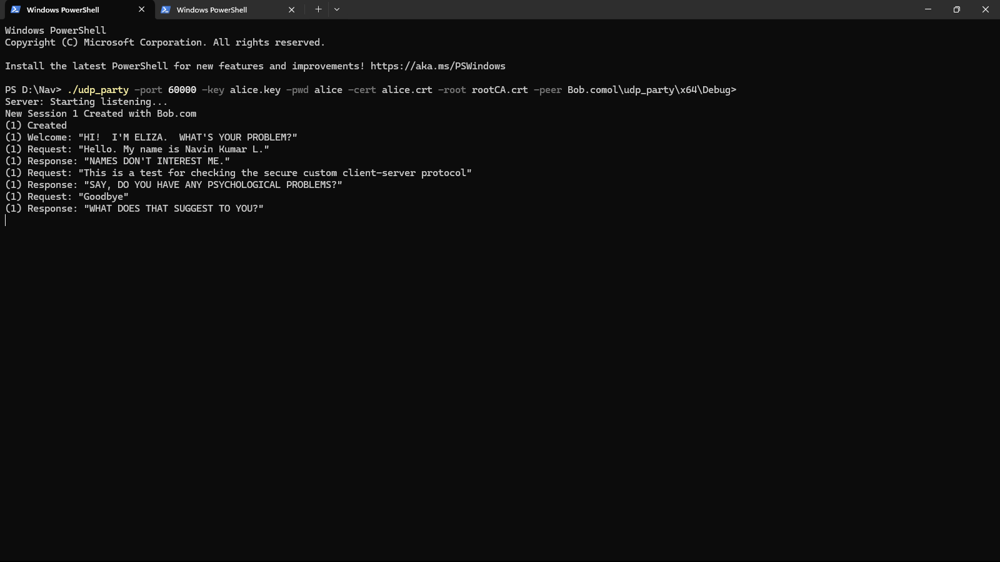 Windows PowerShell
Windows PowerShell
Windows PowerShell
Copyright (C) Microsoft Corporation. All rights reserved.
Install the latest PowerShell for new features and improvements! https://aka.ms/PSWindows
PS D:\Nav> ./udp_party -port 60000 -key alice.key -pwd alice -cert alice.crt -root rootCA.crt -peer Bob.comol\udp_party\x64\Debug>
Server: Starting listening...
New Session 1 Created with Bob.com
(1) Created
(1) Welcome: "HI!  I'M ELIZA.  WHAT'S YOUR PROBLEM?"
(1) Request: "Hello. My name is Navin Kumar L."
(1) Response: "NAMES DON'T INTEREST ME."
(1) Request: "This is a test for checking the secure custom client-server protocol"
(1) Response: "SAY, DO YOU HAVE ANY PSYCHOLOGICAL PROBLEMS?"
(1) Request: "Goodbye"
(1) Response: "WHAT DOES THAT SUGGEST TO YOU?"